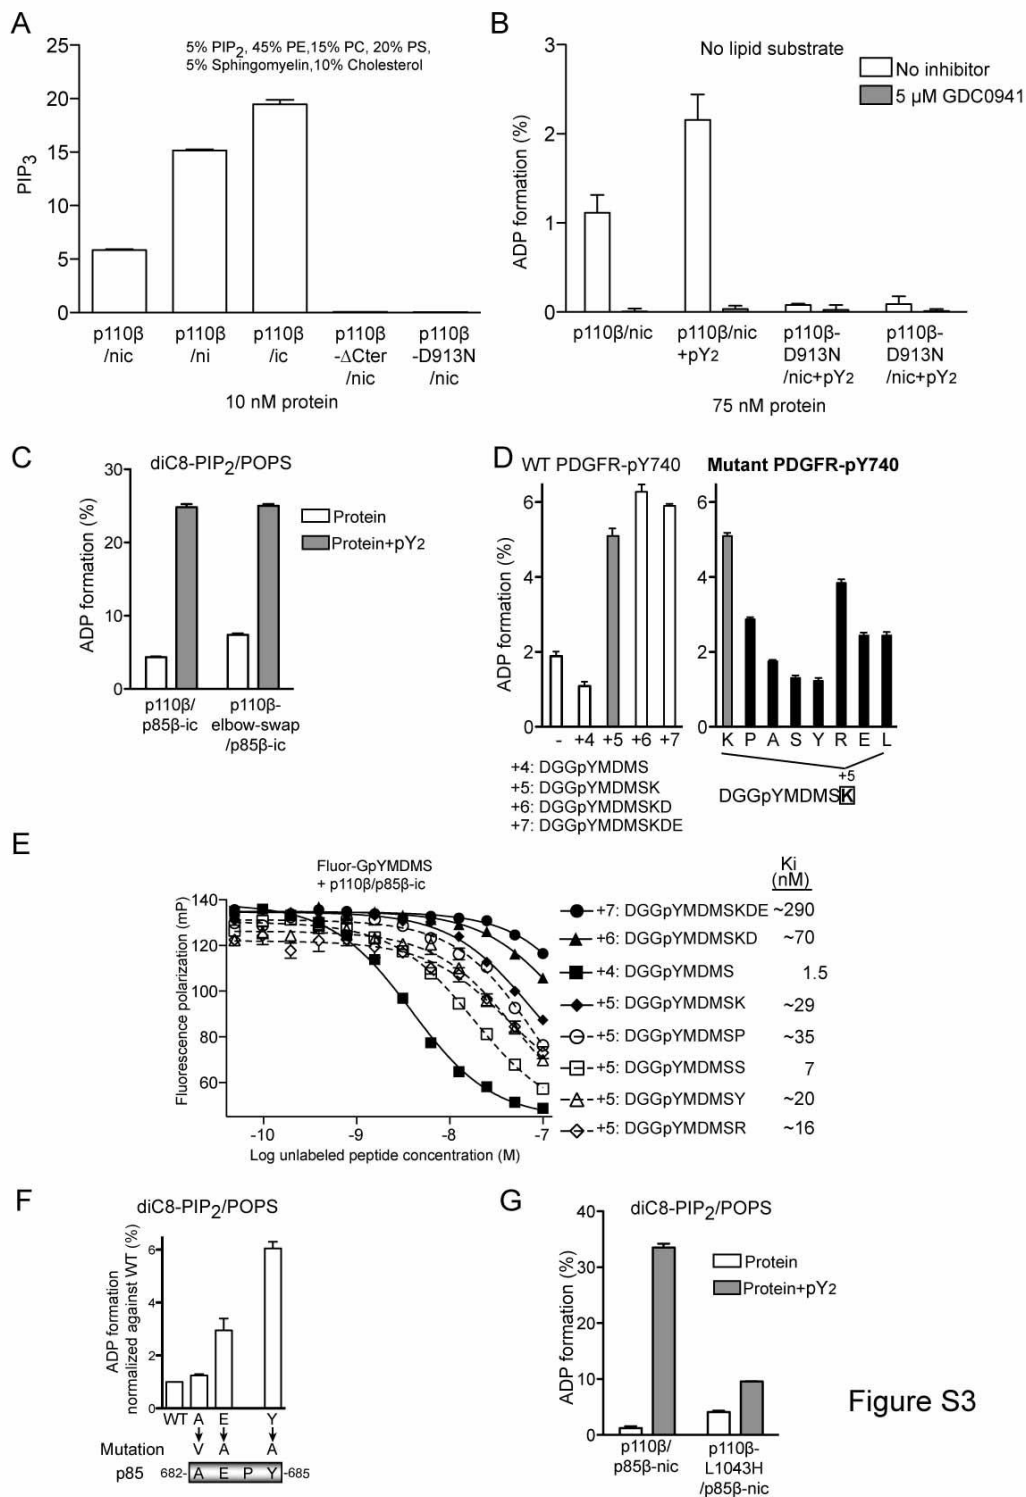 A
25
20
15
10
5
0
PIP3
5% PIP2, 45% PE,15% PC, 20% PS,
5% Sphingomyelin,10% Cholesterol
p110β
/nic
p110β
/ni
p110β
/ic
p110β
-ΔCter
/nic
p110β
-D913N
/nic
10 nM protein
B
3
2
1
0
ADP formation (%)
No lipid substrate
No inhibitor
5 µM GDC0941
p110β/nic
p110β/nic
+pY2
p110β-
D913N
/nic+pY2
p110β-
D913N
/nic+pY2
75 nM protein
C
diC8-PIP2/POPS
30
20
10
0
ADP formation (%)
Protein
Protein+pY2
p110β/
p85β-ic
p110β-
elbow-swap
/p85β-ic
D
WT PDGFR-pY740
Mutant PDGFR-pY740
6
4
2
0
ADP formation (%)
- +4 +5 +6 +7
+4: DGGpYMDMS
+5: DGGpYMDMSK
+6: DGGpYMDMSKD
+7: DGGpYMDMSKDE
6
4
2
0
K P A S Y R E L
+5
DGGpYMDMSK
E
Fluor-GpYMDMS
+ p110β/p85β-ic
140
120
100
80
60
Fluorescence polarization (mP)
-10 -9 -8 -7
Log unlabeled peptide concentration (M)
Ki
(nM)
+7: DGGpYMDMSKDE ~290
+6: DGGpYMDMSKD ~70
+4: DGGpYMDMS 1.5
+5: DGGpYMDMSK ~29
+5: DGGpYMDMSP ~35
+5: DGGpYMDMSS 7
+5: DGGpYMDMSY ~20
+5: DGGpYMDMSR ~16
F
diC8-PIP2/POPS
6
4
2
0
ADP formation
normalized against WT (%)
WT A E Y
Mutation V A A
p85 682- A E P Y -685
G
diC8-PIP2/POPS
40
30
20
10
0
ADP formation (%)
Protein
Protein+pY2
p110β/
p85β-nic
p110β-
L1043H
/p85β-nic
Figure S3